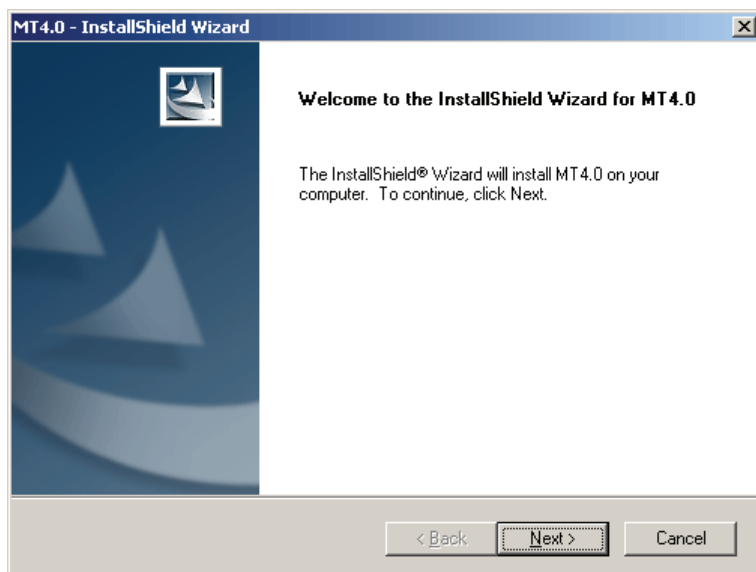 MT4.0 - InstallShield Wizard
Welcome to the InstallShield Wizard for MT4.0
The InstallShield® Wizard will install MT4.0 on your
computer. To continue, click Next.
< Back
Next >
Cancel